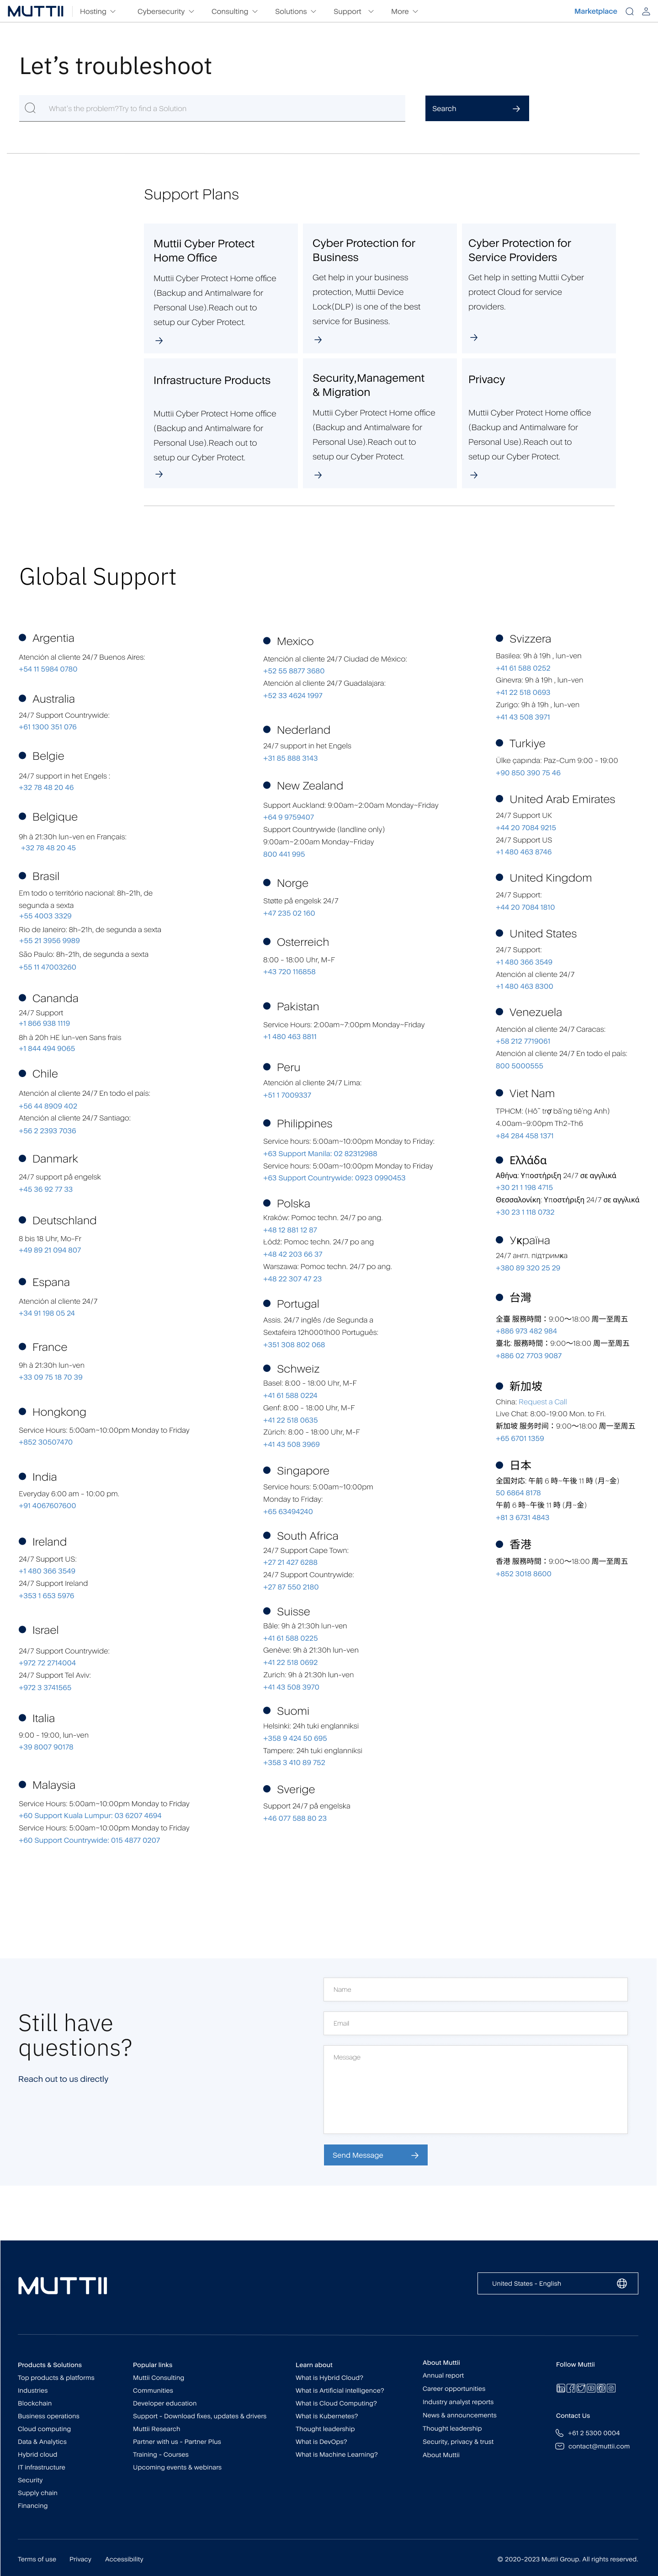 MUTTII
Hosting
Cybersecurity
Consulting
Solutions
Support
More
Marketplace
Let's troubleshoot
What's the problem?Try to find a Solution
Search
Support Plans
Muttii Cyber Protect
Home Office
Muttii Cyber Protect Home office
(Backup and Antimalware for
Personal Use).Reach out to
setup our Cyber Protect.
Cyber Protection for
Business
Get help in your business
protection, Muttii Device
Lock(DLP) is one of the best
service for Business.
Cyber Protection for
Service Providers
Get help in setting Muttii Cyber
protect Cloud for service
providers.
Infrastructure Products
Muttii Cyber Protect Home office
(Backup and Antimalware for
Personal Use).Reach out to
setup our Cyber Protect.
Security,Management
& Migration
Muttii Cyber Protect Home office
(Backup and Antimalware for
Personal Use).Reach out to
setup our Cyber Protect.
Privacy
Muttii Cyber Protect Home office
(Backup and Antimalware for
Personal Use).Reach out to
setup our Cyber Protect.
Global Support
Argentia
Atención al cliente 24/7 Buenos Aires:
+54 11 5984 0780
Australia
24/7 Support Countrywide:
+61 1300 351 076
Belgie
24/7 support in het Engels :
+32 78 48 20 46
Belgique
9h à 21:30h lun-ven en Français:
+32 78 48 20 45
Brasil
Em todo o território nacional: 8h-21h, de
segunda a sexta
+55 4003 3329
Rio de Janeiro: 8h-21h, de segunda a sexta
+55 21 3956 9989
São Paulo: 8h-21h, de segunda a sexta
+55 11 47003260
Cananda
24/7 Support
+1 866 938 1119
8h à 20h HE lun-ven Sans frais
+1 844 494 9065
Chile
Atención al cliente 24/7 En todo el país:
+56 44 8909 402
Atención al cliente 24/7 Santiago:
+56 2 2393 7036
Danmark
24/7 support på engelsk
+45 36 92 77 33
Deutschland
8 bis 18 Uhr, Mo-Fr
+49 89 21 094 807
Espana
Atención al cliente 24/7
+34 91 198 05 24
France
9h à 21:30h lun-ven
+33 09 75 18 70 39
Hongkong
Service Hours: 5:00am–10:00pm Monday to Friday
+852 30507470
India
Everyday 6:00 am - 10:00 pm.
+91 4067607600
Ireland
24/7 Support US:
+1 480 366 3549
24/7 Support Ireland
+353 1 653 5976
Israel
24/7 Support Countrywide:
+972 72 2714004
24/7 Support Tel Aviv:
+972 3 3741565
Italia
9:00 - 19:00, lun-ven
+39 8007 90178
Malaysia
Service Hours: 5:00am–10:00pm Monday to Friday
+60 Support Kuala Lumpur: 03 6207 4694
Service Hours: 5:00am–10:00pm Monday to Friday
+60 Support Countrywide: 015 4877 0207
Mexico
Atención al cliente 24/7 Ciudad de México:
+52 55 8877 3680
Atención al cliente 24/7 Guadalajara:
+52 33 4624 1997
Nederland
24/7 support in het Engels
+31 85 888 3143
New Zealand
Support Auckland: 9:00am–2:00am Monday–Friday
+64 9 9759407
Support Countrywide (landline only)
9:00am–2:00am Monday–Friday
800 441 995
Norge
Støtte på engelsk 24/7
+47 235 02 160
Osterreich
8:00 - 18:00 Uhr, M-F
+43 720 116858
Pakistan
Service Hours: 2:00am–7:00pm Monday–Friday
+1 480 463 8811
Peru
Atención al cliente 24/7 Lima:
+51 1 7009337
Philippines
Service hours: 5:00am–10:00pm Monday to Friday:
+63 Support Manila: 02 82312988
Service hours: 5:00am–10:00pm Monday to Friday
+63 Support Countrywide: 0923 0990453
Polska
Kraków: Pomoc techn. 24/7 po ang.
+48 12 881 12 87
Łódź: Pomoc techn. 24/7 po ang
+48 42 203 66 37
Warszawa: Pomoc techn. 24/7 po ang.
+48 22 307 47 23
Portugal
Assis. 24/7 inglês /de Segunda a
Sextafeira 12h0001h00 Português:
+351 308 802 068
Schweiz
Basel: 8:00 - 18:00 Uhr, M-F
+41 61 588 0224
Genf: 8:00 - 18:00 Uhr, M-F
+41 22 518 0635
Zürich: 8:00 - 18:00 Uhr, M-F
+41 43 508 3969
Singapore
Service hours: 5:00am–10:00pm
Monday to Friday:
+65 63494240
South Africa
24/7 Support Cape Town:
+27 21 427 6288
24/7 Support Countrywide:
+27 87 550 2180
Suisse
Bâle: 9h à 21:30h lun-ven
+41 61 588 0225
Genève: 9h à 21:30h lun-ven
+41 22 518 0692
Zurich: 9h à 21:30h lun-ven
+41 43 508 3970
Suomi
Helsinki: 24h tuki englanniksi
+358 9 424 50 695
Tampere: 24h tuki englanniksi
+358 3 410 89 752
Sverige
Support 24/7 på engelska
+46 077 588 80 23
Svizzera
Basilea: 9h à 19h , lun-ven
+41 61 588 0252
Ginevra: 9h à 19h , lun-ven
+41 22 518 0693
Zurigo: 9h à 19h, lun-ven
+41 43 508 3971
Turkiye
Ülke çapında: Paz-Cum 9:00 - 19:00
+90 850 390 75 46
United Arab Emirates
24/7 Support UK
+44 20 7084 9215
24/7 Support US
+1 480 463 8746
United Kingdom
24/7 Support:
+44 20 7084 1810
United States
24/7 Support:
+1 480 366 3549
Atención al cliente 24/7
+1 480 463 8300
Venezuela
Atención al cliente 24/7 Caracas:
+58 212 7719061
Atención al cliente 24/7 En todo el país:
800 5000555
Viet Nam
TPHCM: (Hỗ trợ bằng tiếng Anh)
4.00am–9:00pm Th2-Th6
+84 284 458 1371
Ελλάδα
Αθήνα: Υποστήριξη 24/7 σε αγγλικά
+30 21 1 198 4715
Θεσσαλονίκη: Υποστήριξη 24/7 σε αγγλικά
+30 23 1 118 0732
Україна
24/7 англ. підтримка
+380 89 320 25 29
台灣
全臺 服務時間：9:00～18:00 周一至周五
+886 973 482 984
臺北: 服務時間：9:00～18:00 周一至周五
+886 02 7703 9087
新加坡
China: Request a Call
Live Chat: 8:00-19:00 Mon. to Fri.
新加坡 服务时间：9:00～18:00 周一至周五
+65 6701 1359
日本
全国対応: 午前 6 時–午後 11 時 (月–金)
50 6864 8178
午前 6 時–午後 11 時 (月–金)
+81 3 6731 4843
香港
香港 服務時間：9:00～18:00 周一至周五
+852 3018 8600
Still have
questions?
Reach out to us directly
Name
Email
Message
Send Message
MUTTII
United States - English
Products & Solutions
Top products & platforms
Industries
Blockchain
Business operations
Cloud computing
Data & Analytics
Hybrid cloud
IT infrastructure
Security
Supply chain
Financing
Popular links
Muttii Consulting
Communities
Developer education
Support - Download fixes, updates & drivers
Muttii Research
Partner with us - Partner Plus
Training - Courses
Upcoming events & webinars
Learn about
What is Hybrid Cloud?
What is Artificial intelligence?
What is Cloud Computing?
What is Kubernetes?
Thought leadership
What is DevOps?
What is Machine Learning?
About Muttii
Annual report
Career opportunities
Industry analyst reports
News & announcements
Thought leadership
Security, privacy & trust
About Muttii
Follow Muttii
Contact Us
+61 2 5300 0004
contact@muttii.com
Terms of use
Privacy
Accessibility
© 2020-2023 Muttii Group. All rights reserved.